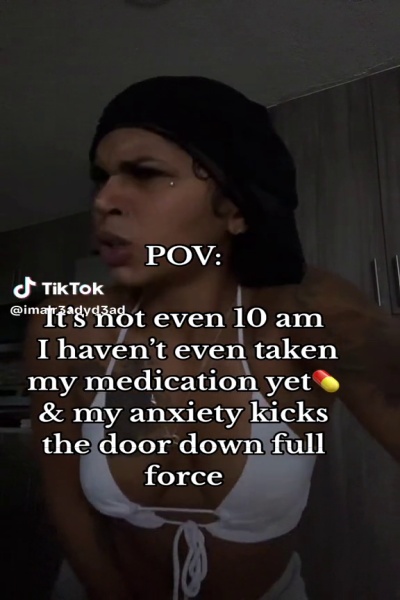 POV:
TikTok
@imalr3adyd3ad
It's not even 10 am
I haven't even taken
my medication yet💊
& my anxiety kicks
the door down full
force